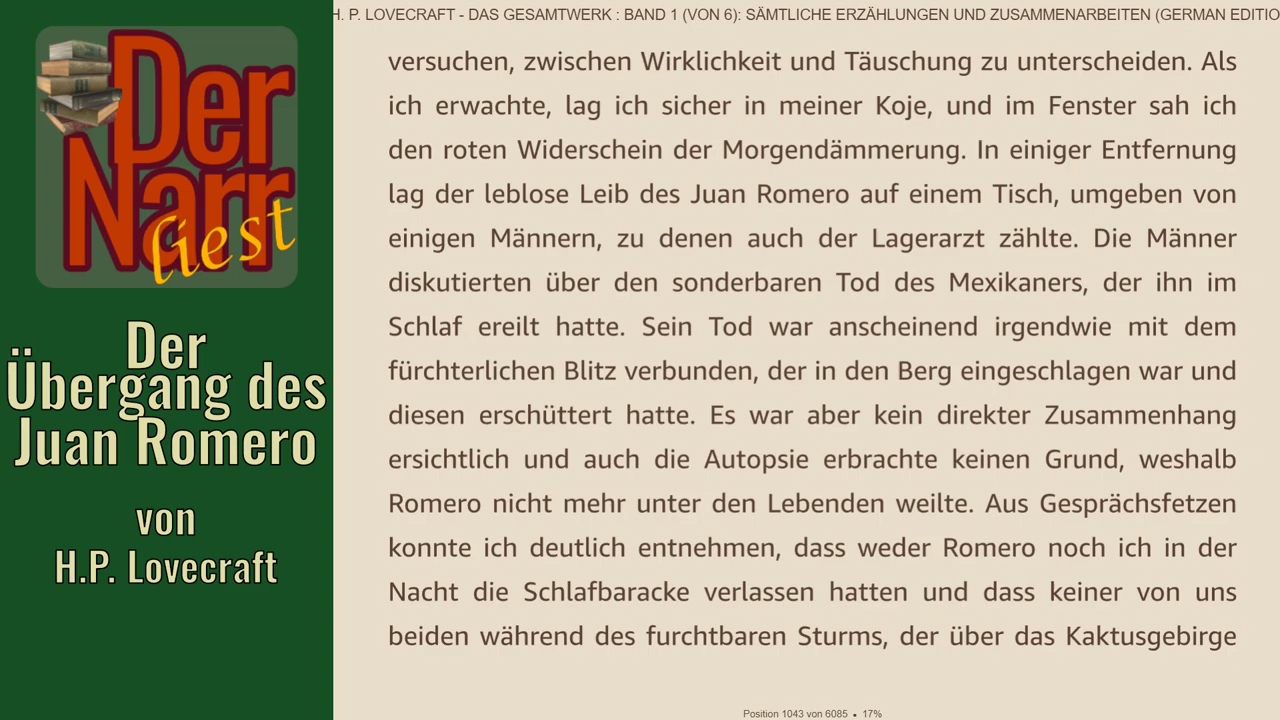 Der
Narr
liest
Der
Übergang des
Juan Romero
von
H.P. Lovecraft
H. P. LOVECRAFT - DAS GESAMTWERK : BAND 1 (VON 6): SÄMTLICHE ERZÄHLUNGEN UND ZUSAMMENARBEITEN (GERMAN EDITIO
versuchen, zwischen Wirklichkeit und Täuschung zu unterscheiden. Als
ich erwachte, lag ich sicher in meiner Koje, und im Fenster sah ich
den roten Widerschein der Morgendämmerung. In einiger Entfernung
lag der leblose Leib des Juan Romero auf einem Tisch, umgeben von
einigen Männern, zu denen auch der Lagerarzt zählte. Die Männer
diskutierten über den sonderbaren Tod des Mexikaners, der ihn im
Schlaf ereilt hatte. Sein Tod war anscheinend irgendwie mit dem
fürchterlichen Blitz verbunden, der in den Berg eingeschlagen war und
diesen erschüttert hatte. Es war aber kein direkter Zusammenhang
ersichtlich und auch die Autopsie erbrachte keinen Grund, weshalb
Romero nicht mehr unter den Lebenden weilte. Aus Gesprächsfetzen
konnte ich deutlich entnehmen, dass weder Romero noch ich in der
Nacht die Schlafbaracke verlassen hatten und dass keiner von uns
beiden während des furchtbaren Sturms, der über das Kaktusgebirge
Position 1043 von 6085 • 17%